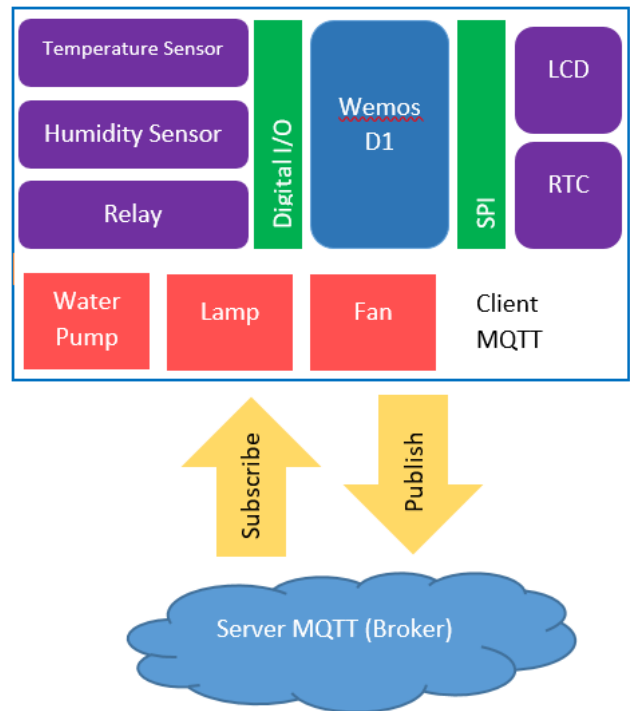 Temperature Sensor
Humidity Sensor
Relay
Digital I/O
Wemos
D1
SPI
LCD
RTC
Water
Pump
Lamp
Fan
Client
MQTT
Subscribe
Publish
Server MQTT (Broker)